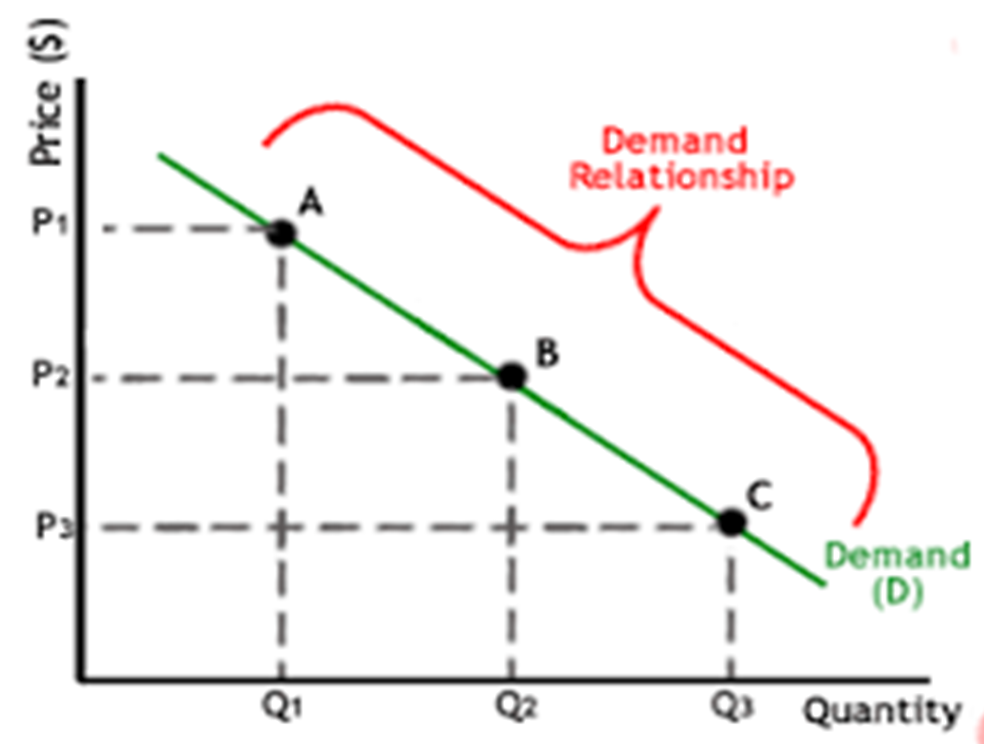 Price ($)
Demand
Relationship
A
P1
B
P2
C
P3
Demand
(D)
Q1
Q2
Q3
Quantity